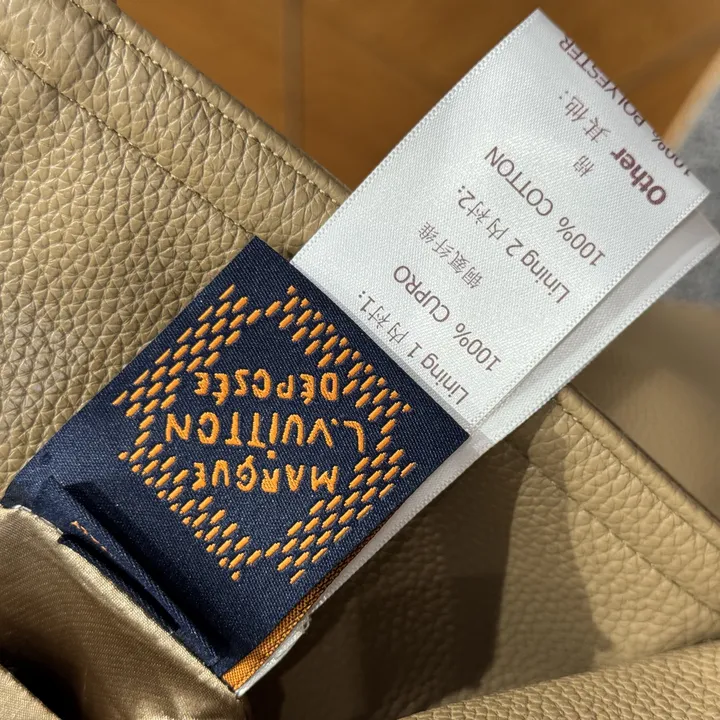 MARQUE
L.VUITTON
DÉPOSÉE
Lining 1 内衬1:
100% CUPRO
铜氨纤维
Lining 2 内衬2:
100% COTTON
棉
Other 其他:
100% POLYESTER